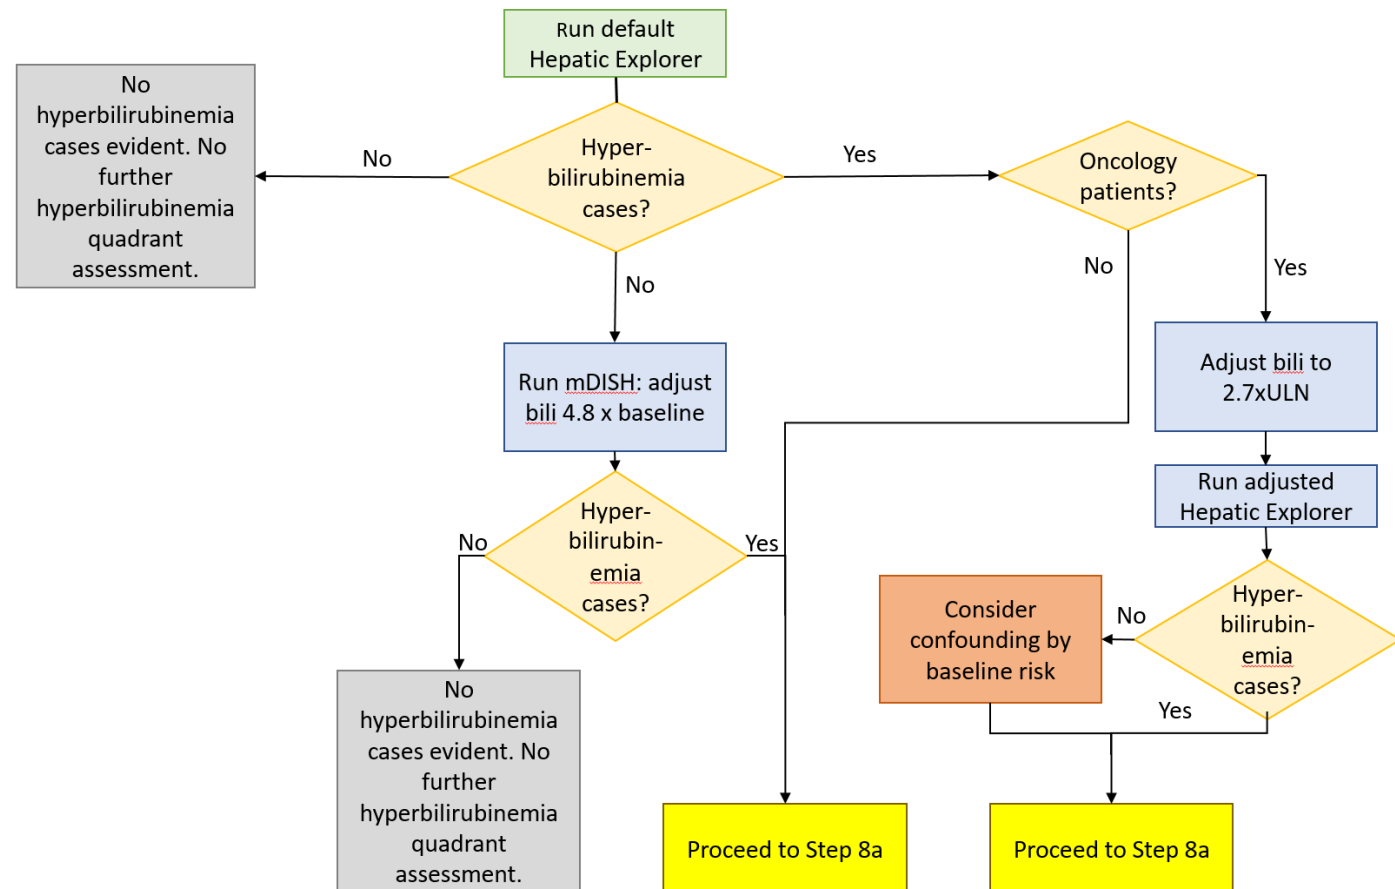 Run default
Hepatic Explorer
No
hyperbilirubinemia
cases evident. No
further
hyperbilirubinemia
quadrant
assessment.
No
Hyper-
bilirubinemia
cases?
Yes
Oncology
patients?
No
No
Yes
Run mDISH: adjust
bili 4.8 x baseline
Adjust bili to
2.7xULN
Run adjusted
Hepatic Explorer
No
Hyper-
bilirubin-
emia
cases?
Yes
Consider
confounding by
baseline risk
No
Hyper-
bilirubin-
emia
cases?
Yes
No
hyperbilirubinemia
cases evident. No
further
hyperbilirubinemia
quadrant
assessment.
Proceed to Step 8a
Proceed to Step 8a